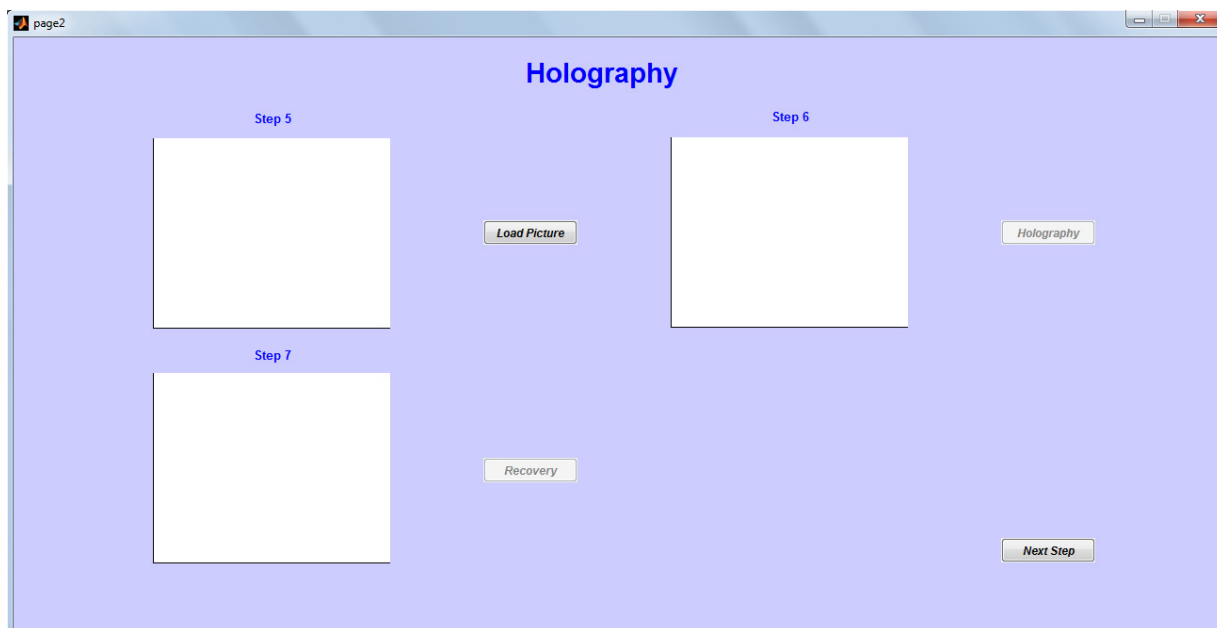 page2
Holography
Step 5
Step 6
Load Picture
Holography
Step 7
Recovery
Next Step